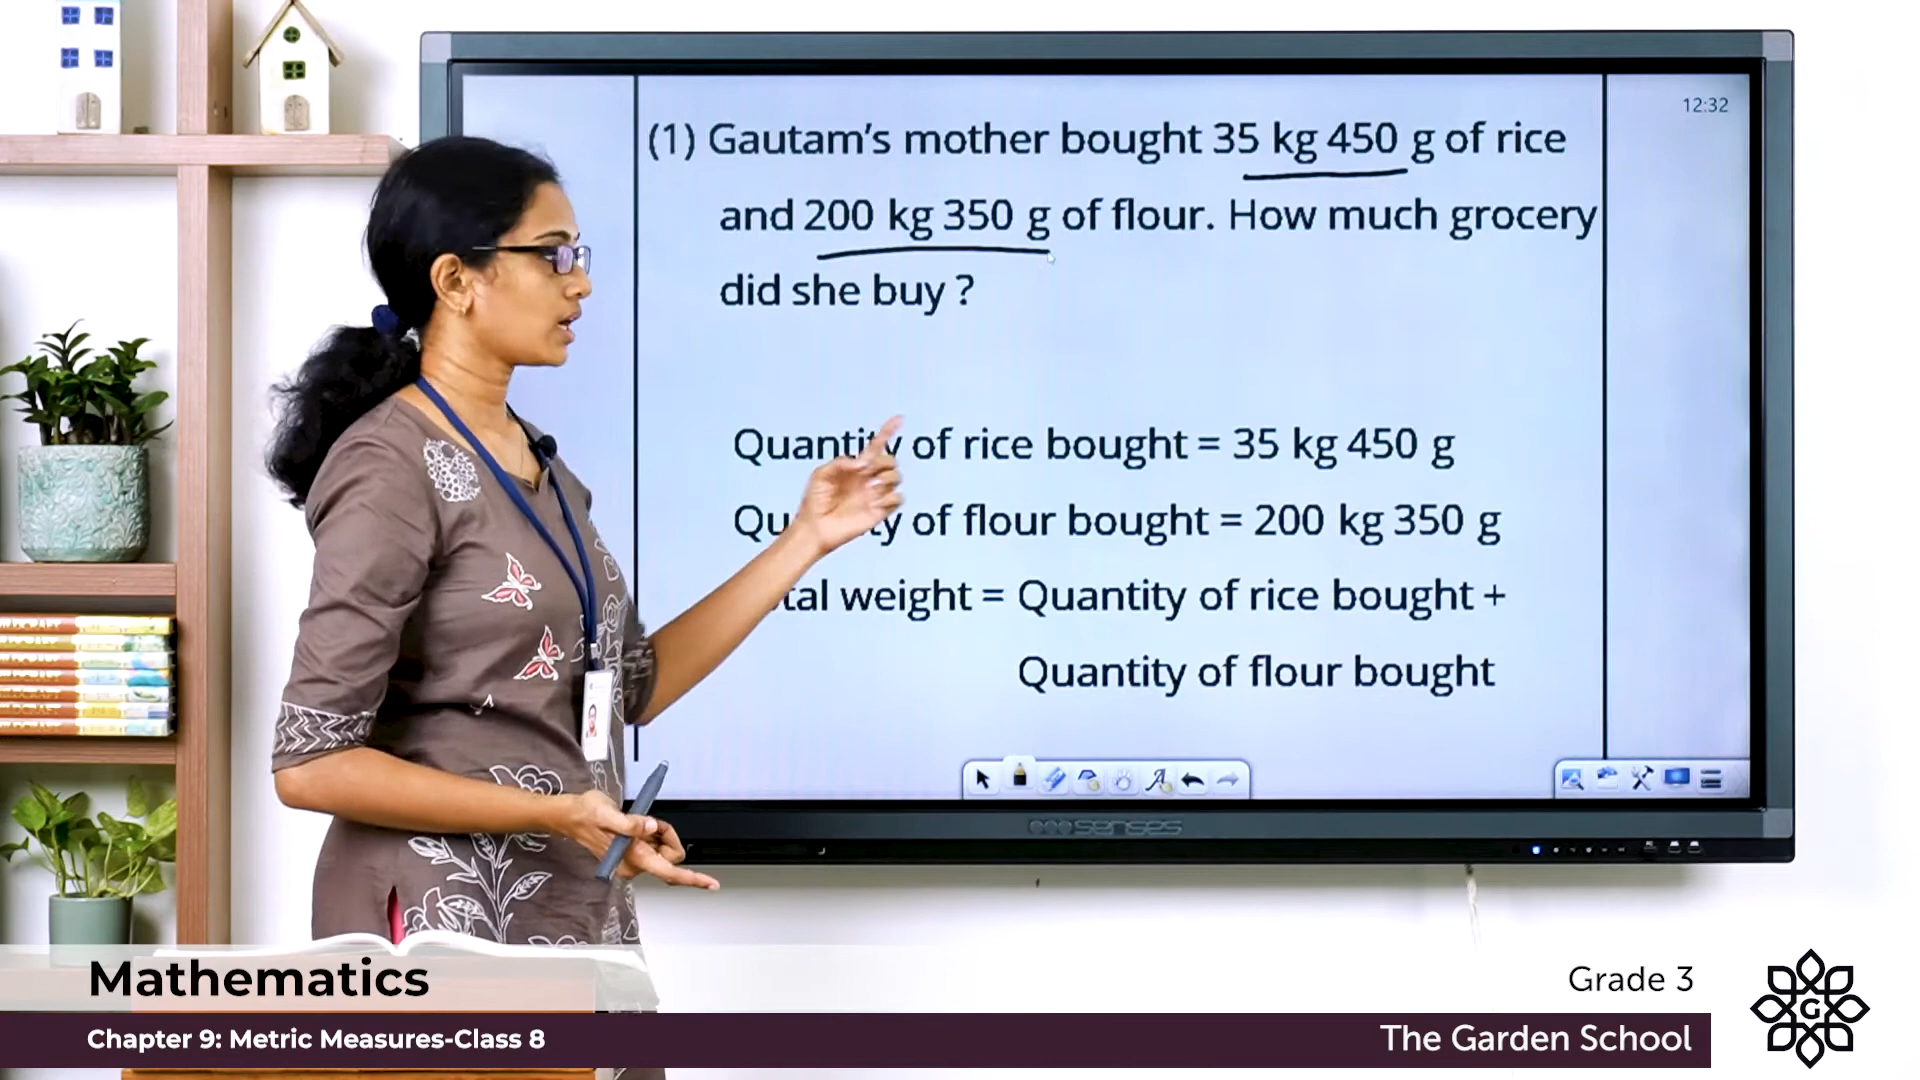 12:32
(1) Gautam's mother bought 35 kg 450 g of rice
and 200 kg 350 g of flour. How much grocery
did she buy ?
Quantity of rice bought = 35 kg 450 g
of flour bought = 200 kg 350 g
weight = Quantity of rice bought +
Quantity of flour bought
senses
Mathematics
Grade 3
Chapter 9: Metric Measures-Class 8
The Garden School
G